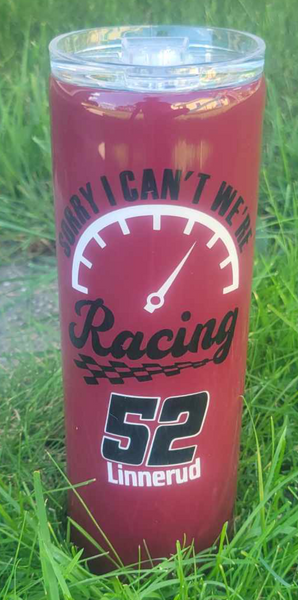 SORRY I CAN'T WE'RE
Racing
52
Linnerud